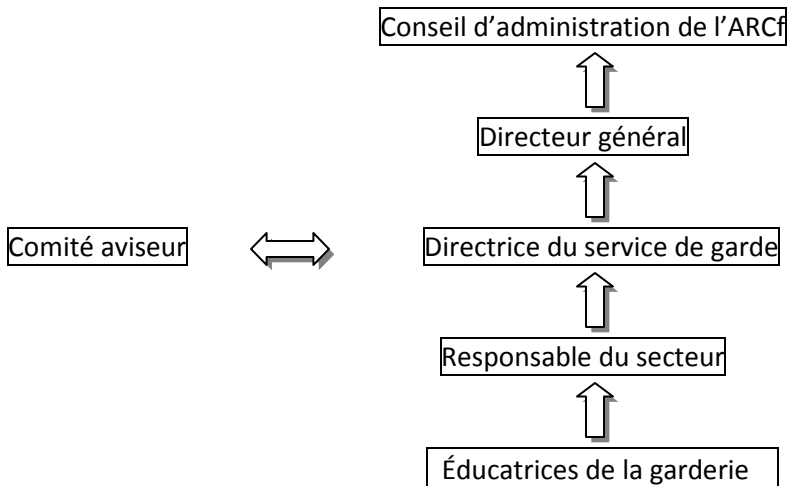 Conseil d’administration de l’ARCf
Directeur général
Comité aviseur
Directrice du service de garde
Responsable du secteur
Éducatrices de la garderie